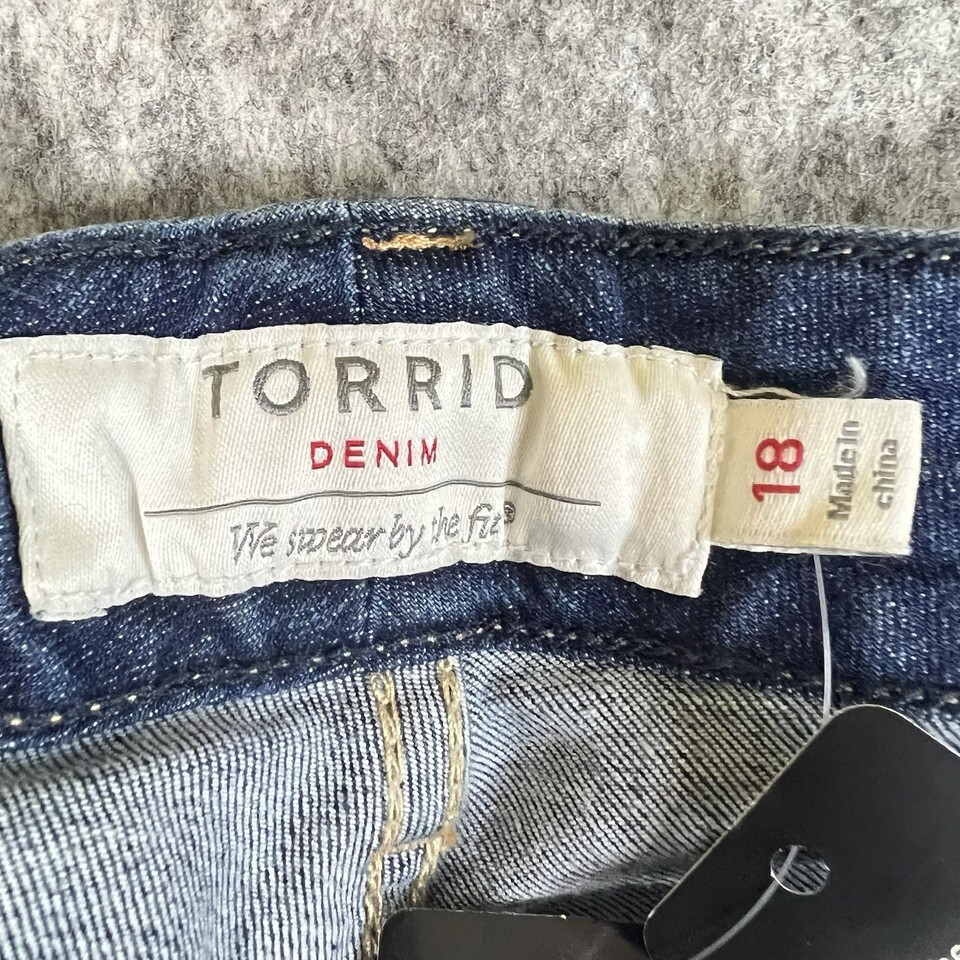 TORRID
DENIM
We swear by the fit®
18
Made In
china